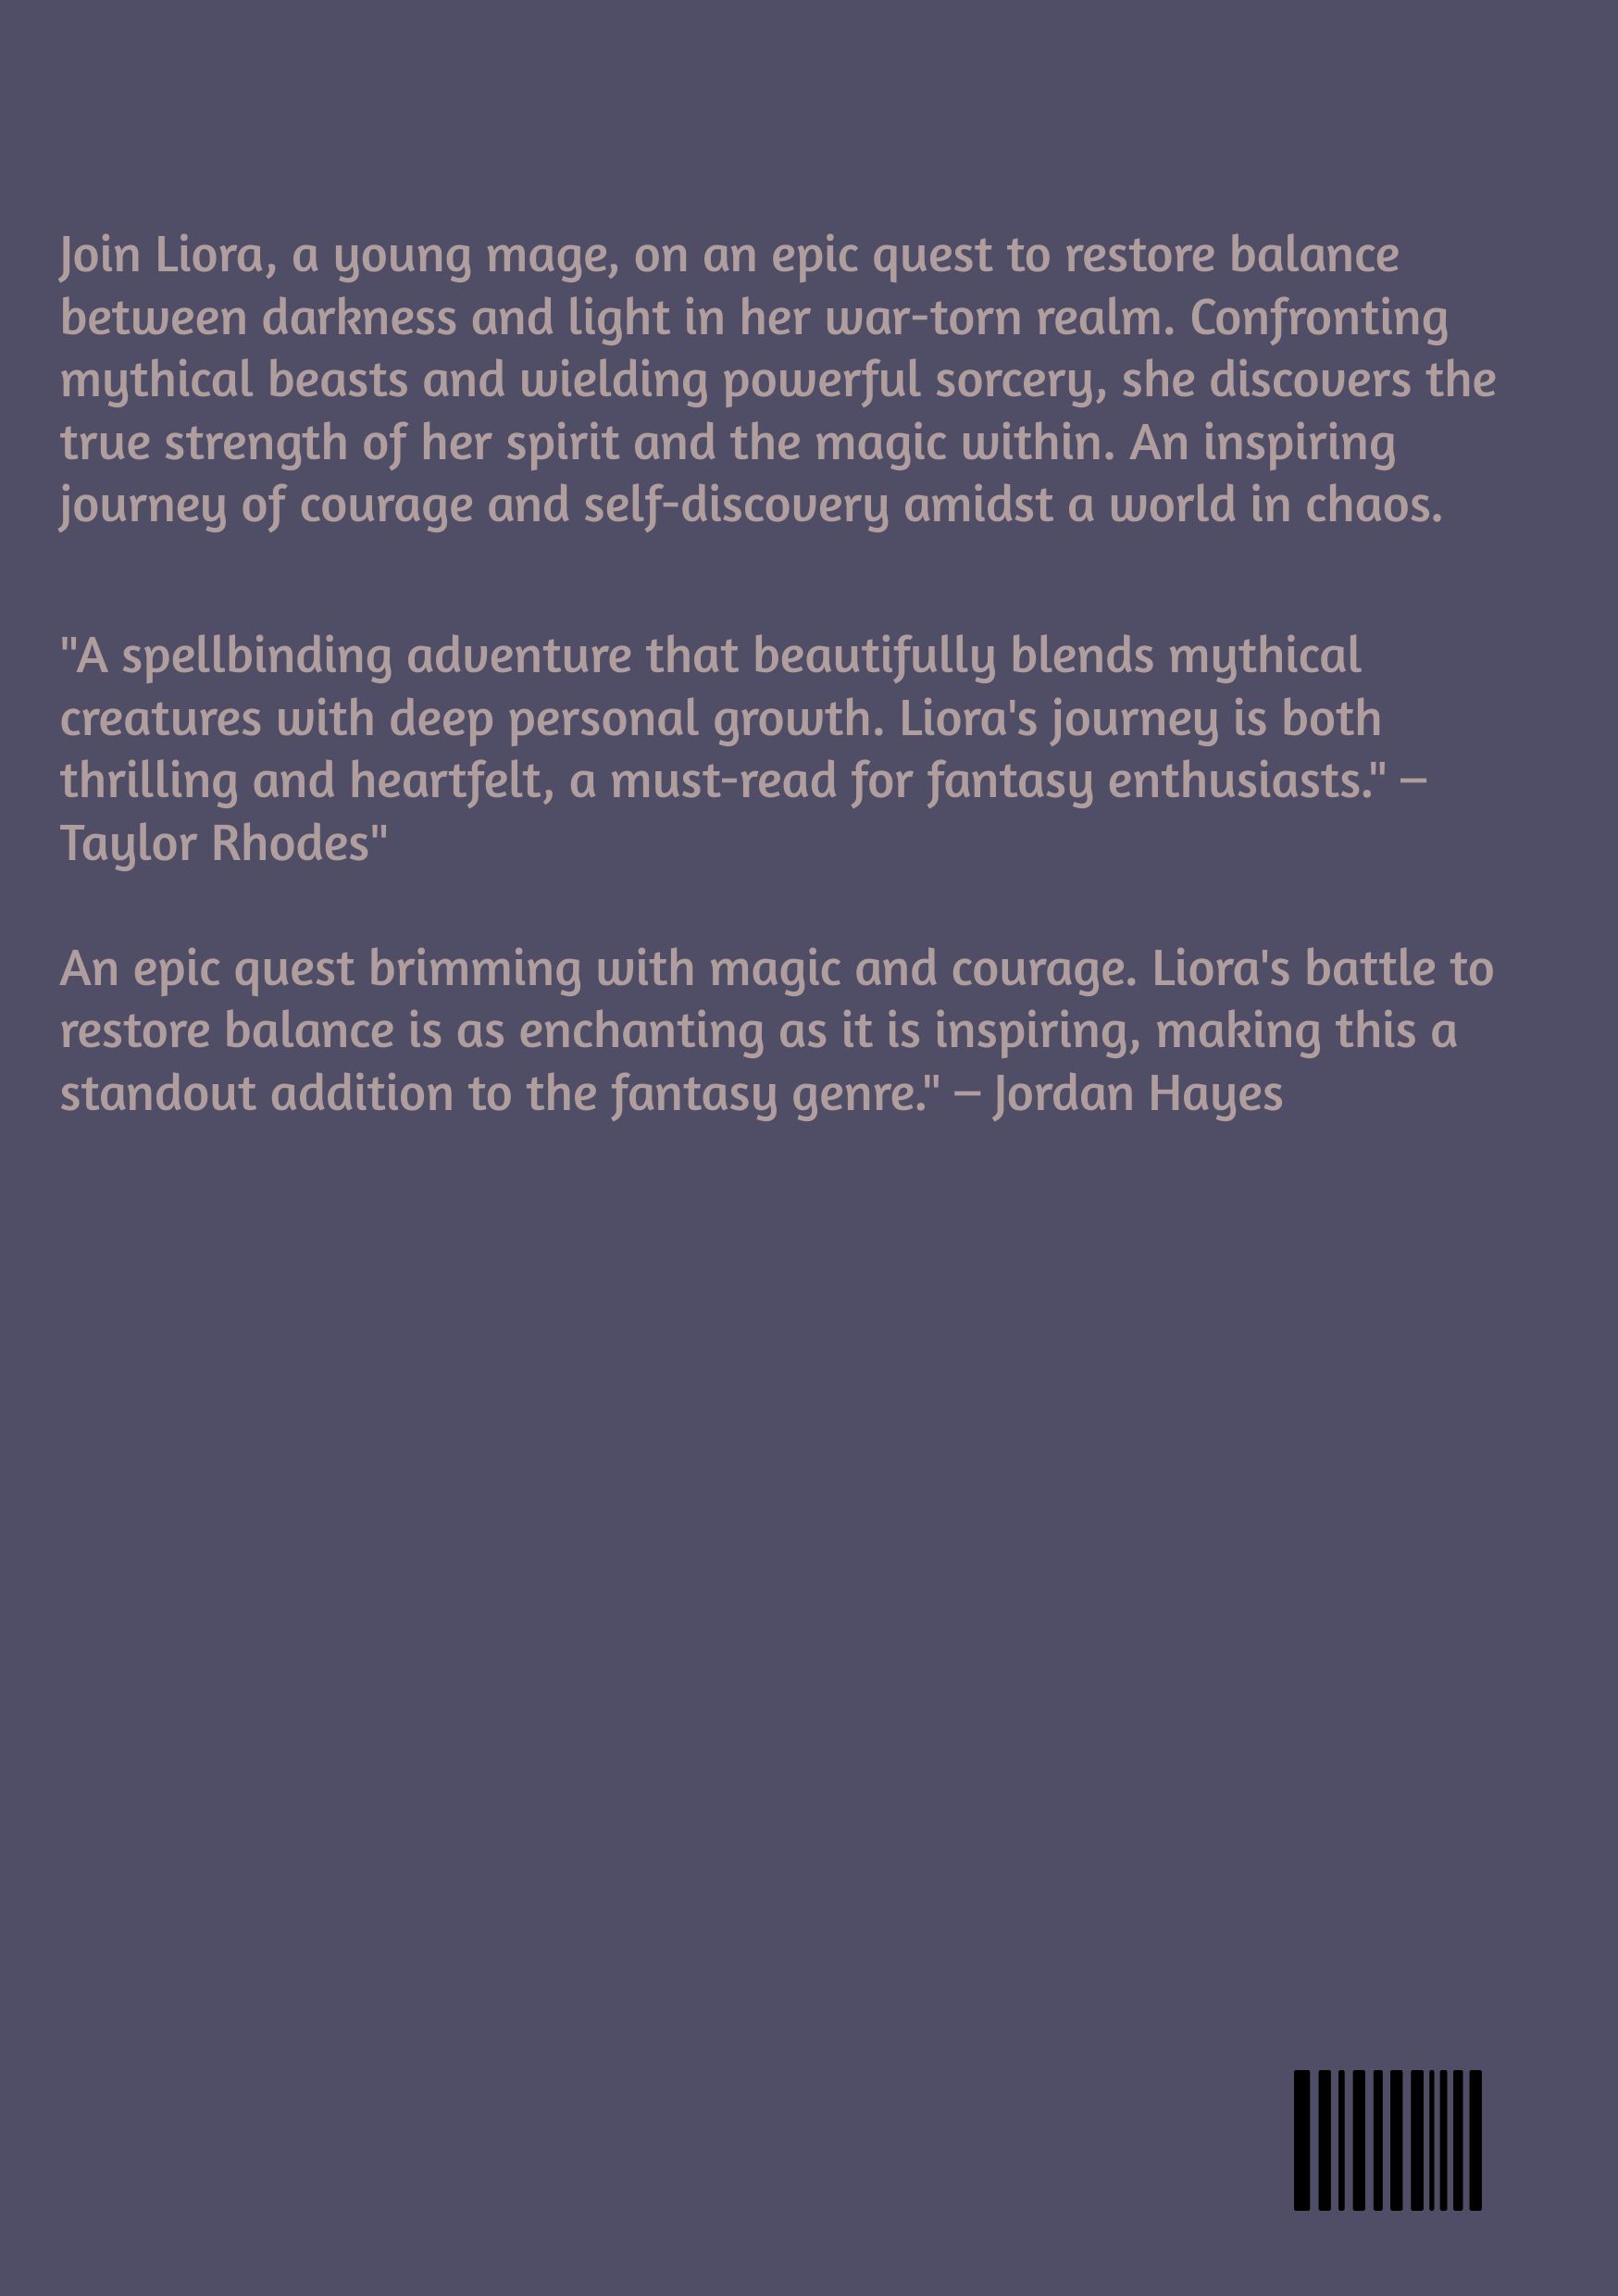 Join Liora, a young mage, on an epic quest to restore balance
between darkness and light in her war-torn realm. Confronting
mythical beasts and wielding powerful sorcery, she discovers the
true strength of her spirit and the magic within. An inspiring
journey of courage and self-discovery amidst a world in chaos.
"A spellbinding adventure that beautifully blends mythical
creatures with deep personal growth. Liora's journey is both
thrilling and heartfelt, a must-read for fantasy enthusiasts." –
Taylor Rhodes"
An epic quest brimming with magic and courage. Liora's battle to
restore balance is as enchanting as it is inspiring, making this a
standout addition to the fantasy genre." – Jordan Hayes